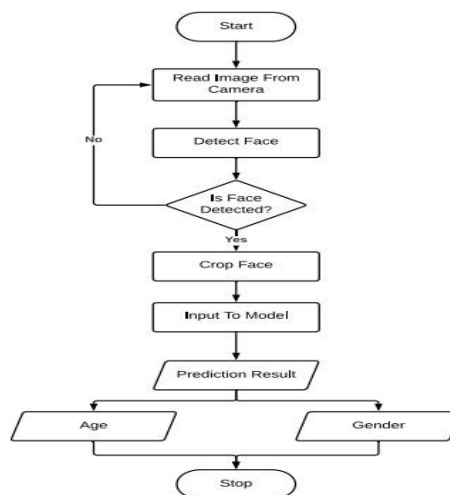 Start
Read Image From
Camera
No
Detect Face
Is Face
Detected?
Yes
Crop Face
Input To Model
Prediction Result
Age
Gender
Stop